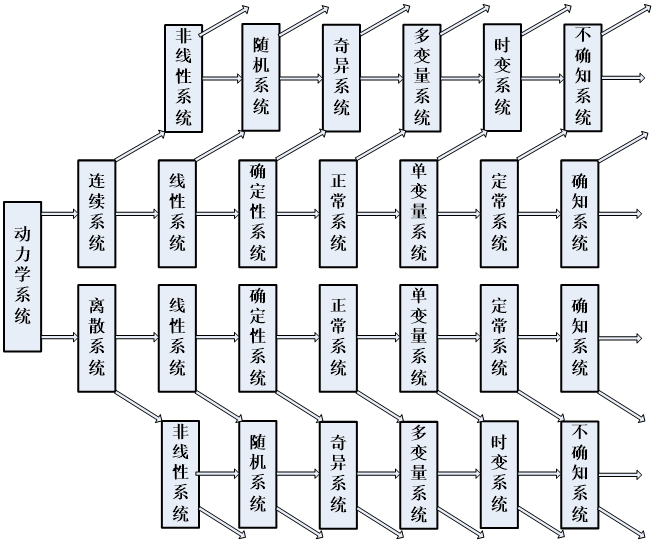 非线性系统
随机系统
奇异系统
多变量系统
时变系统
不确知系统
连续系统
线性系统
确定性系统
正常系统
单变量系统
定常系统
确知系统
动力学系统
离散系统
线性系统
确定性系统
正常系统
单变量系统
定常系统
确知系统
非线性系统
随机系统
奇异系统
多变量系统
时变系统
不确知系统